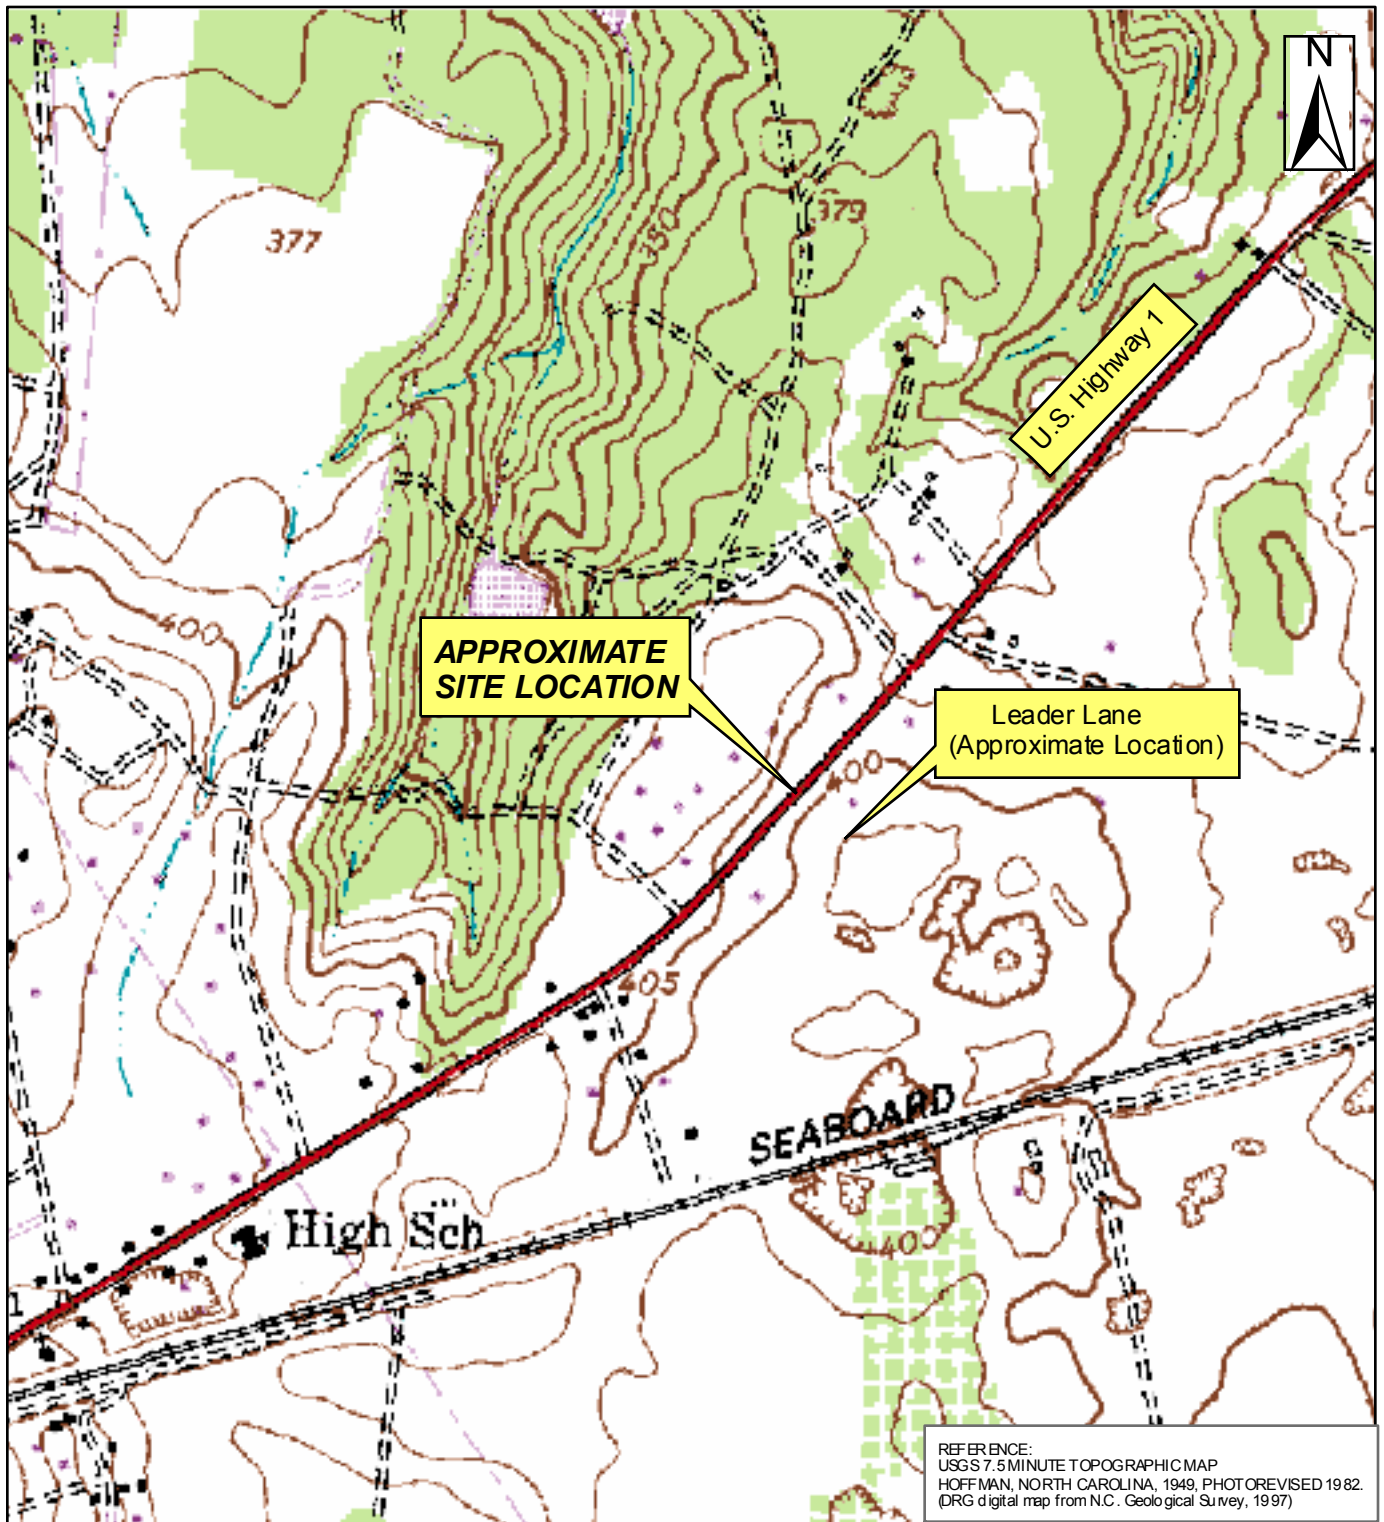 N
377
379
350
U.S. Highway 1
400
APPROXIMATE
SITE LOCATION
Leader Lane
(Approximate Location)
400
405
SEABOARD
High Sch
400
1
REFERENCE:
USGS 7.5 MINUTE TOPOGRAPHIC MAP
HOFFMAN, NORTH CAROLINA, 1949, PHOTOREVISED 1982.
(DRG digital map from N.C. Geological Survey, 1997)